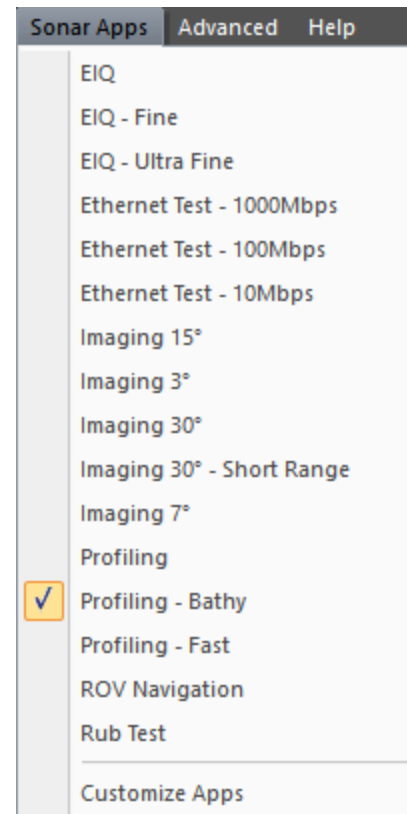 Sonar Apps Advanced Help
EIQ
EIQ - Fine
EIQ - Ultra Fine
Ethernet Test - 1000Mbps
Ethernet Test - 100Mbps
Ethernet Test - 10Mbps
Imaging 15°
Imaging 3°
Imaging 30°
Imaging 30° - Short Range
Imaging 7°
Profiling
Profiling - Bathy
Profiling - Fast
ROV Navigation
Rub Test
Customize Apps